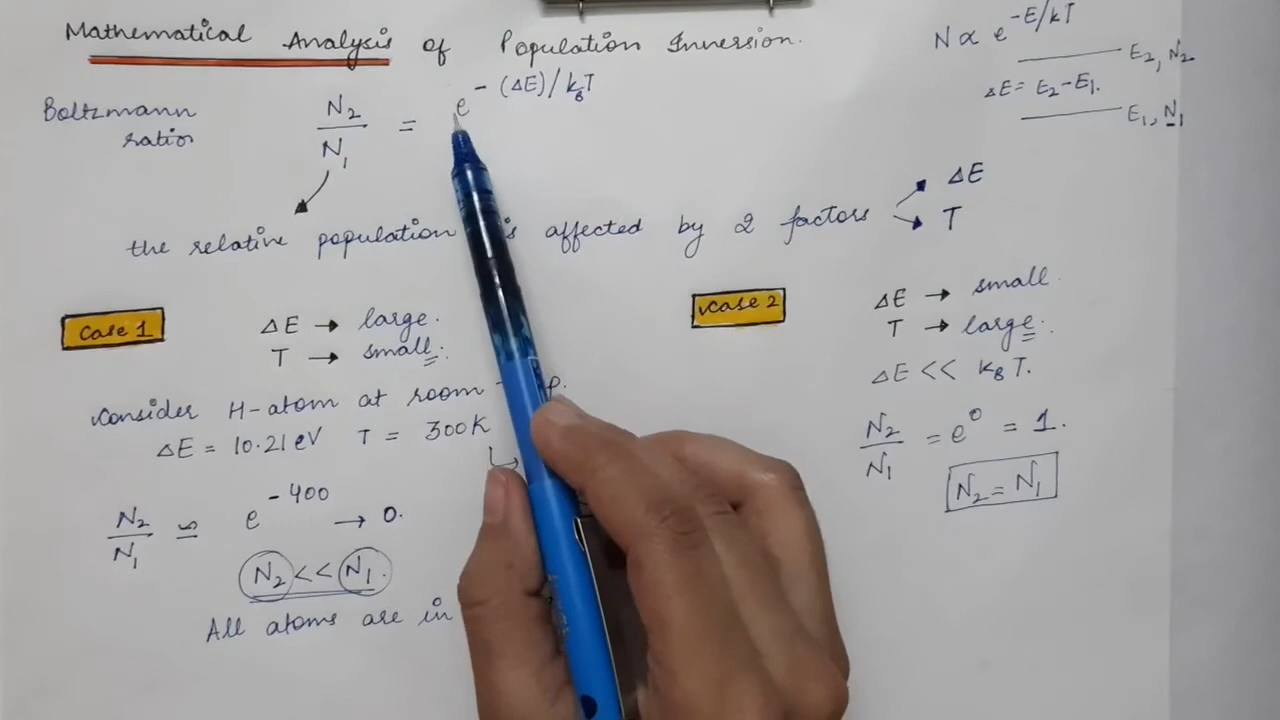 Mathematical Analysis of Population Inversion.
N ∝ e^-E/kT
E2, N2
ΔE = E2-E1.
E1, N1
Boltzmann ratio
N2/N1 = e^-(ΔE)/kBT
the relative population is affected by 2 factors
ΔE
T
Case 1
ΔE → large.
T → small.
Consider H-atom at room
ΔE = 10.21eV T = 300K
N2/N1 ≃ e^-400 → 0.
N2 << N1.
All atoms are in
Case 2
ΔE → small.
T → large.
ΔE << kBT.
N2/N1 = e^0 = 1.
N2 = N1